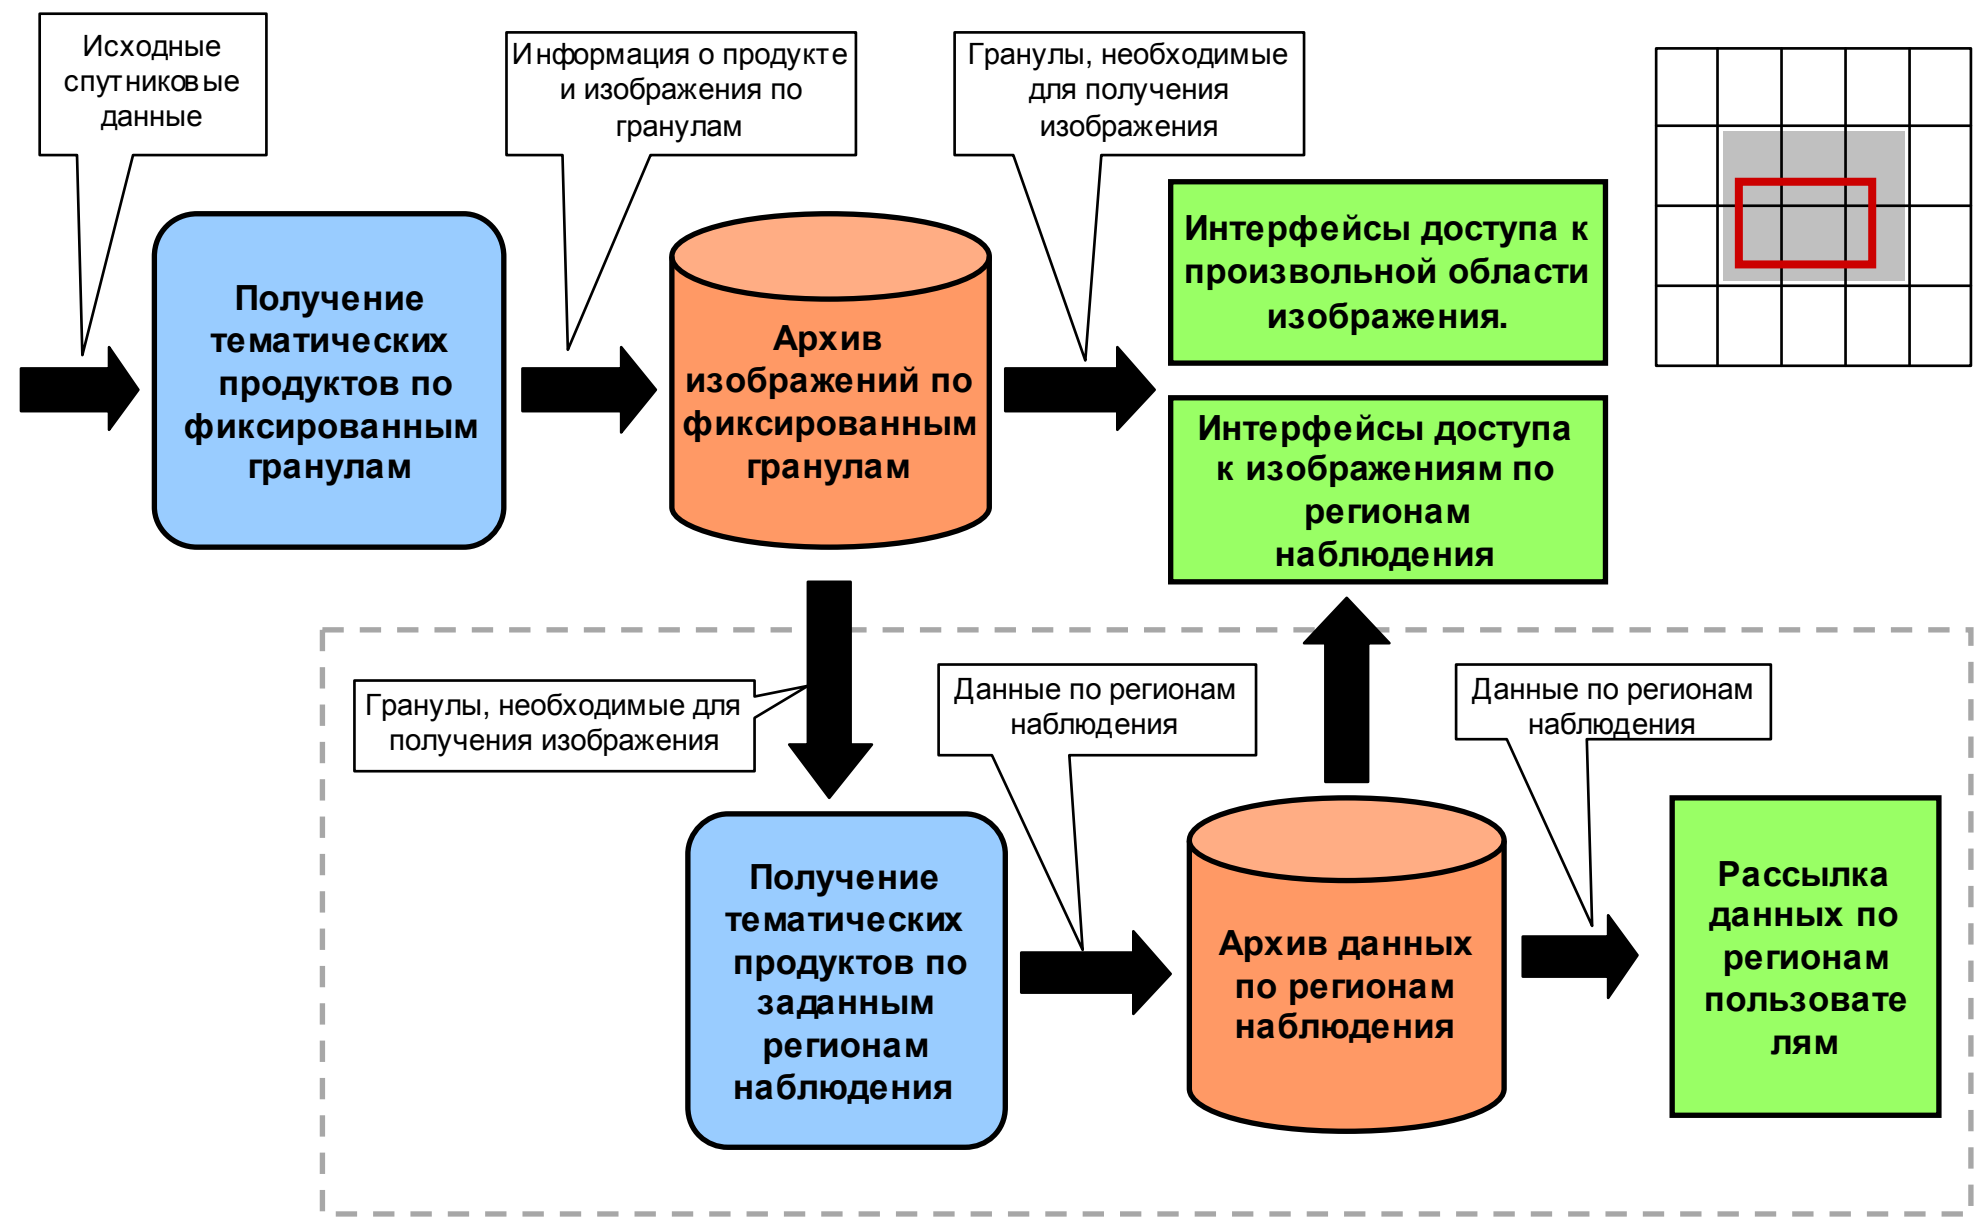 Исходные
спутниковые
данные
Информация о продукте
и изображения по
гранулам
Гранулы, необходимые
для получения
изображения
Получение
тематических
продуктов по
фиксированным
гранулам
Архив
изображений по
фиксированным
гранулам
Интерфейсы доступа к
произвольной области
изображения.
Интерфейсы доступа
к изображениям по
регионам
наблюдения
Гранулы, необходимые для
получения изображения
Данные по регионам
наблюдения
Данные по регионам
наблюдения
Получение
тематических
продуктов по
заданным
регионам
наблюдения
Архив данных
по регионам
наблюдения
Рассылка
данных по
регионам
пользовате
лям